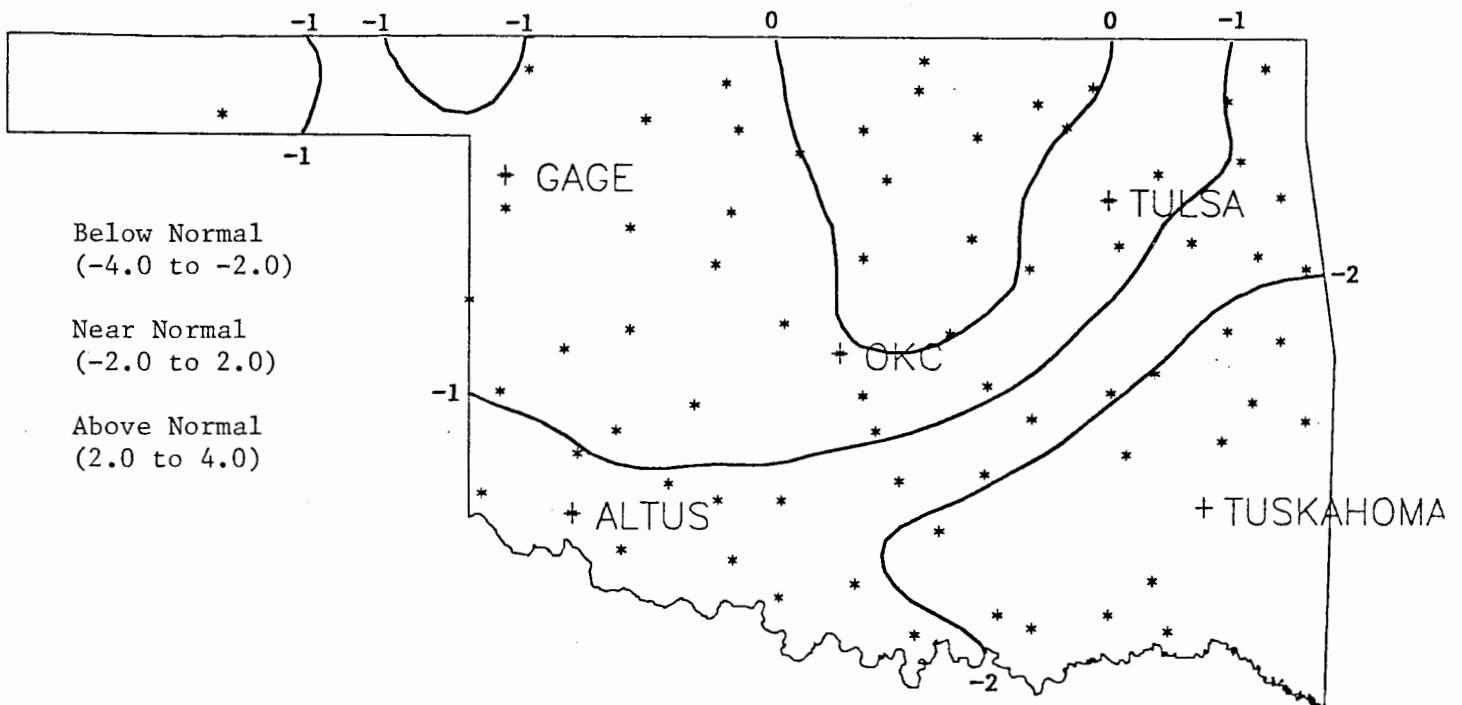 -1 -1 -1 0 0 -1
-1
GAGE
TULSA
Below Normal
(-4.0 to -2.0)
-2
Near Normal
(-2.0 to 2.0)
OKC
-1
Above Normal
(2.0 to 4.0)
ALTUS
TUSKAHOMA
-2